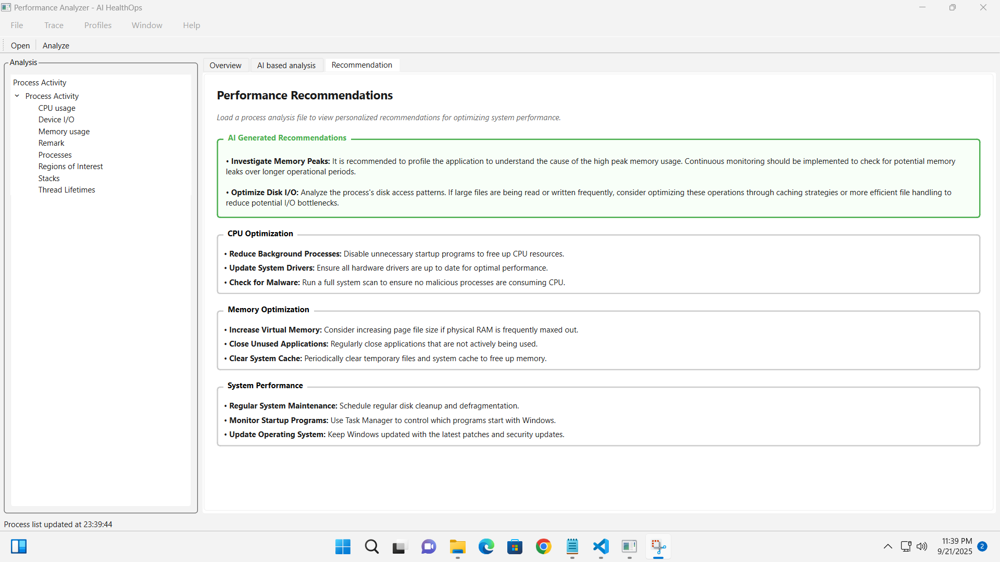 Performance Analyzer - AI HealthOps
File Trace Profiles Window Help
Open Analyze
Analysis
Process Activity
Process Activity
CPU usage
Device I/O
Memory usage
Remark
Processes
Regions of Interest
Stacks
Thread Lifetimes
Overview AI based analysis Recommendation
Performance Recommendations
Load a process analysis file to view personalized recommendations for optimizing system performance.
AI Generated Recommendations
• Investigate Memory Peaks: It is recommended to profile the application to understand the cause of the high peak memory usage. Continuous monitoring should be implemented to check for potential memory
leaks over longer operational periods.
• Optimize Disk I/O: Analyze the process's disk access patterns. If large files are being read or written frequently, consider optimizing these operations through caching strategies or more efficient file handling to
reduce potential I/O bottlenecks.
CPU Optimization
• Reduce Background Processes: Disable unnecessary startup programs to free up CPU resources.
• Update System Drivers: Ensure all hardware drivers are up to date for optimal performance.
• Check for Malware: Run a full system scan to ensure no malicious processes are consuming CPU.
Memory Optimization
• Increase Virtual Memory: Consider increasing page file size if physical RAM is frequently maxed out.
• Close Unused Applications: Regularly close applications that are not actively being used.
• Clear System Cache: Periodically clear temporary files and system cache to free up memory.
System Performance
• Regular System Maintenance: Schedule regular disk cleanup and defragmentation.
• Monitor Startup Programs: Use Task Manager to control which programs start with Windows.
• Update Operating System: Keep Windows updated with the latest patches and security updates.
Process list updated at 23:39:44
11:39 PM
9/21/2025
2